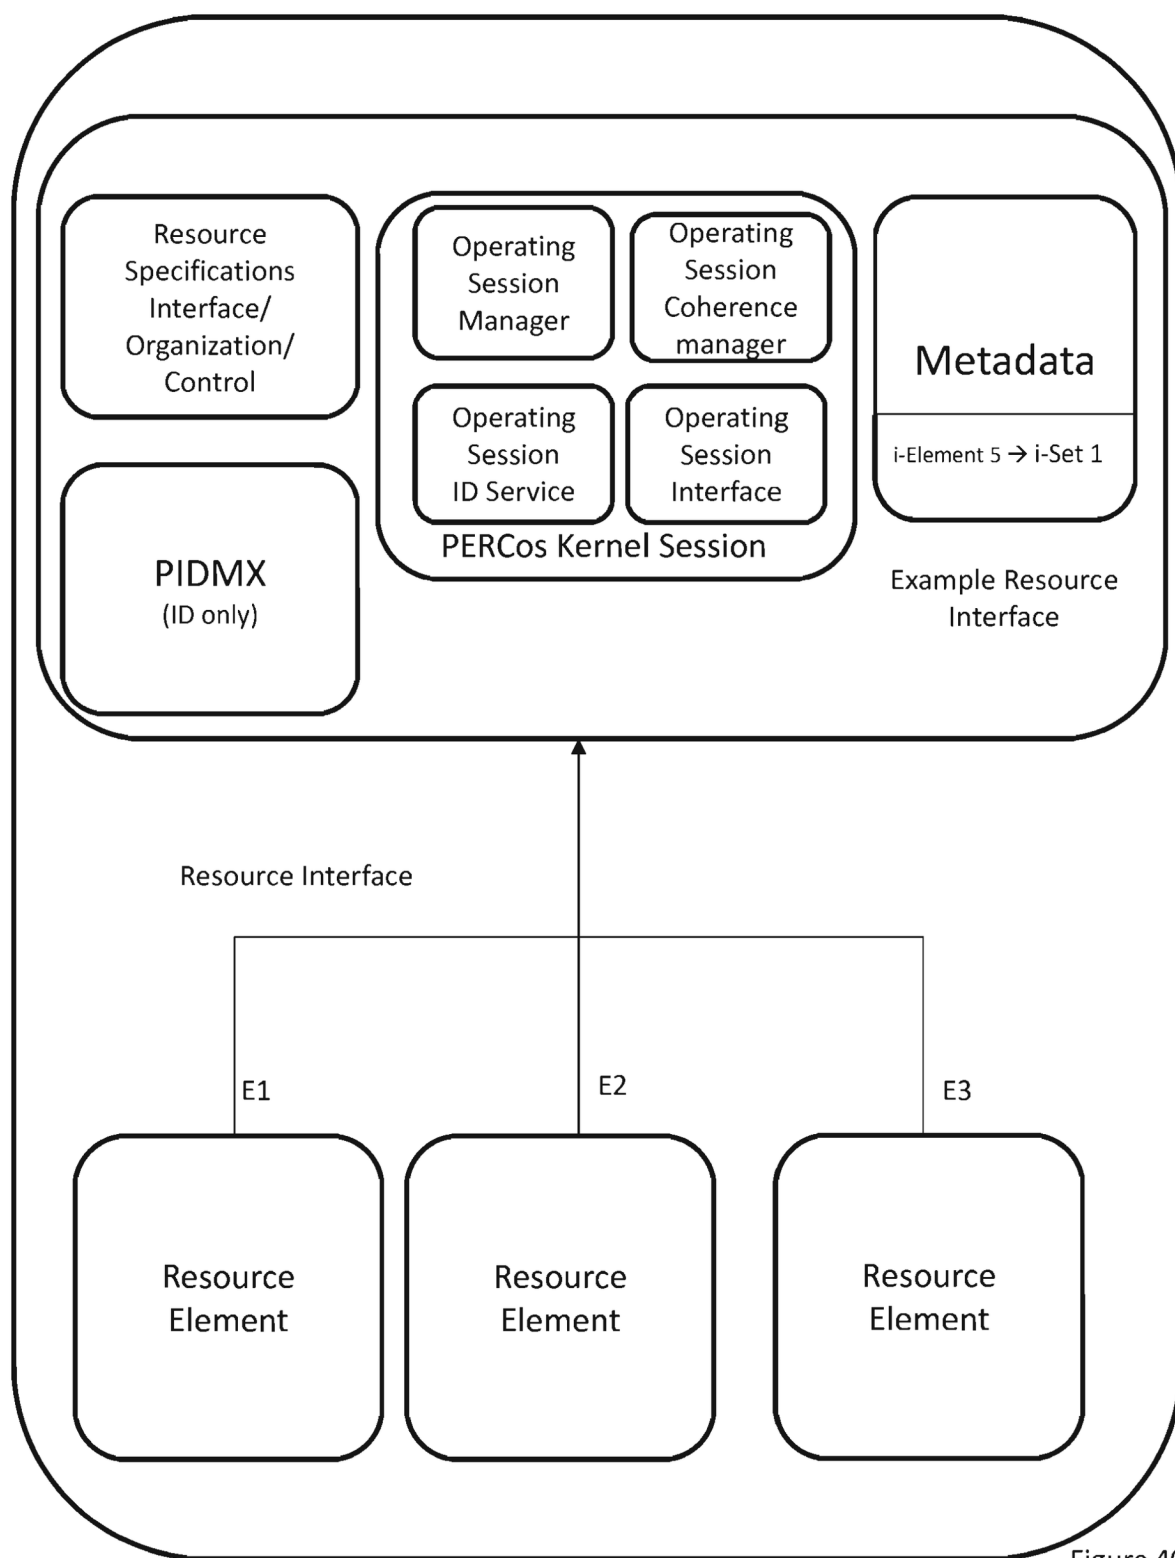 Resource
Specifications
Interface/
Organization/
Control
Operating
Session
Manager
Operating
Session
Coherence
manager
Operating
Session
ID Service
Operating
Session
Interface
PERCos Kernel Session
Metadata
i-Element 5 → i-Set 1
PIDMX
(ID only)
Example Resource
Interface
Resource Interface
E1
E2
E3
Resource
Element
Resource
Element
Resource
Element
Figure